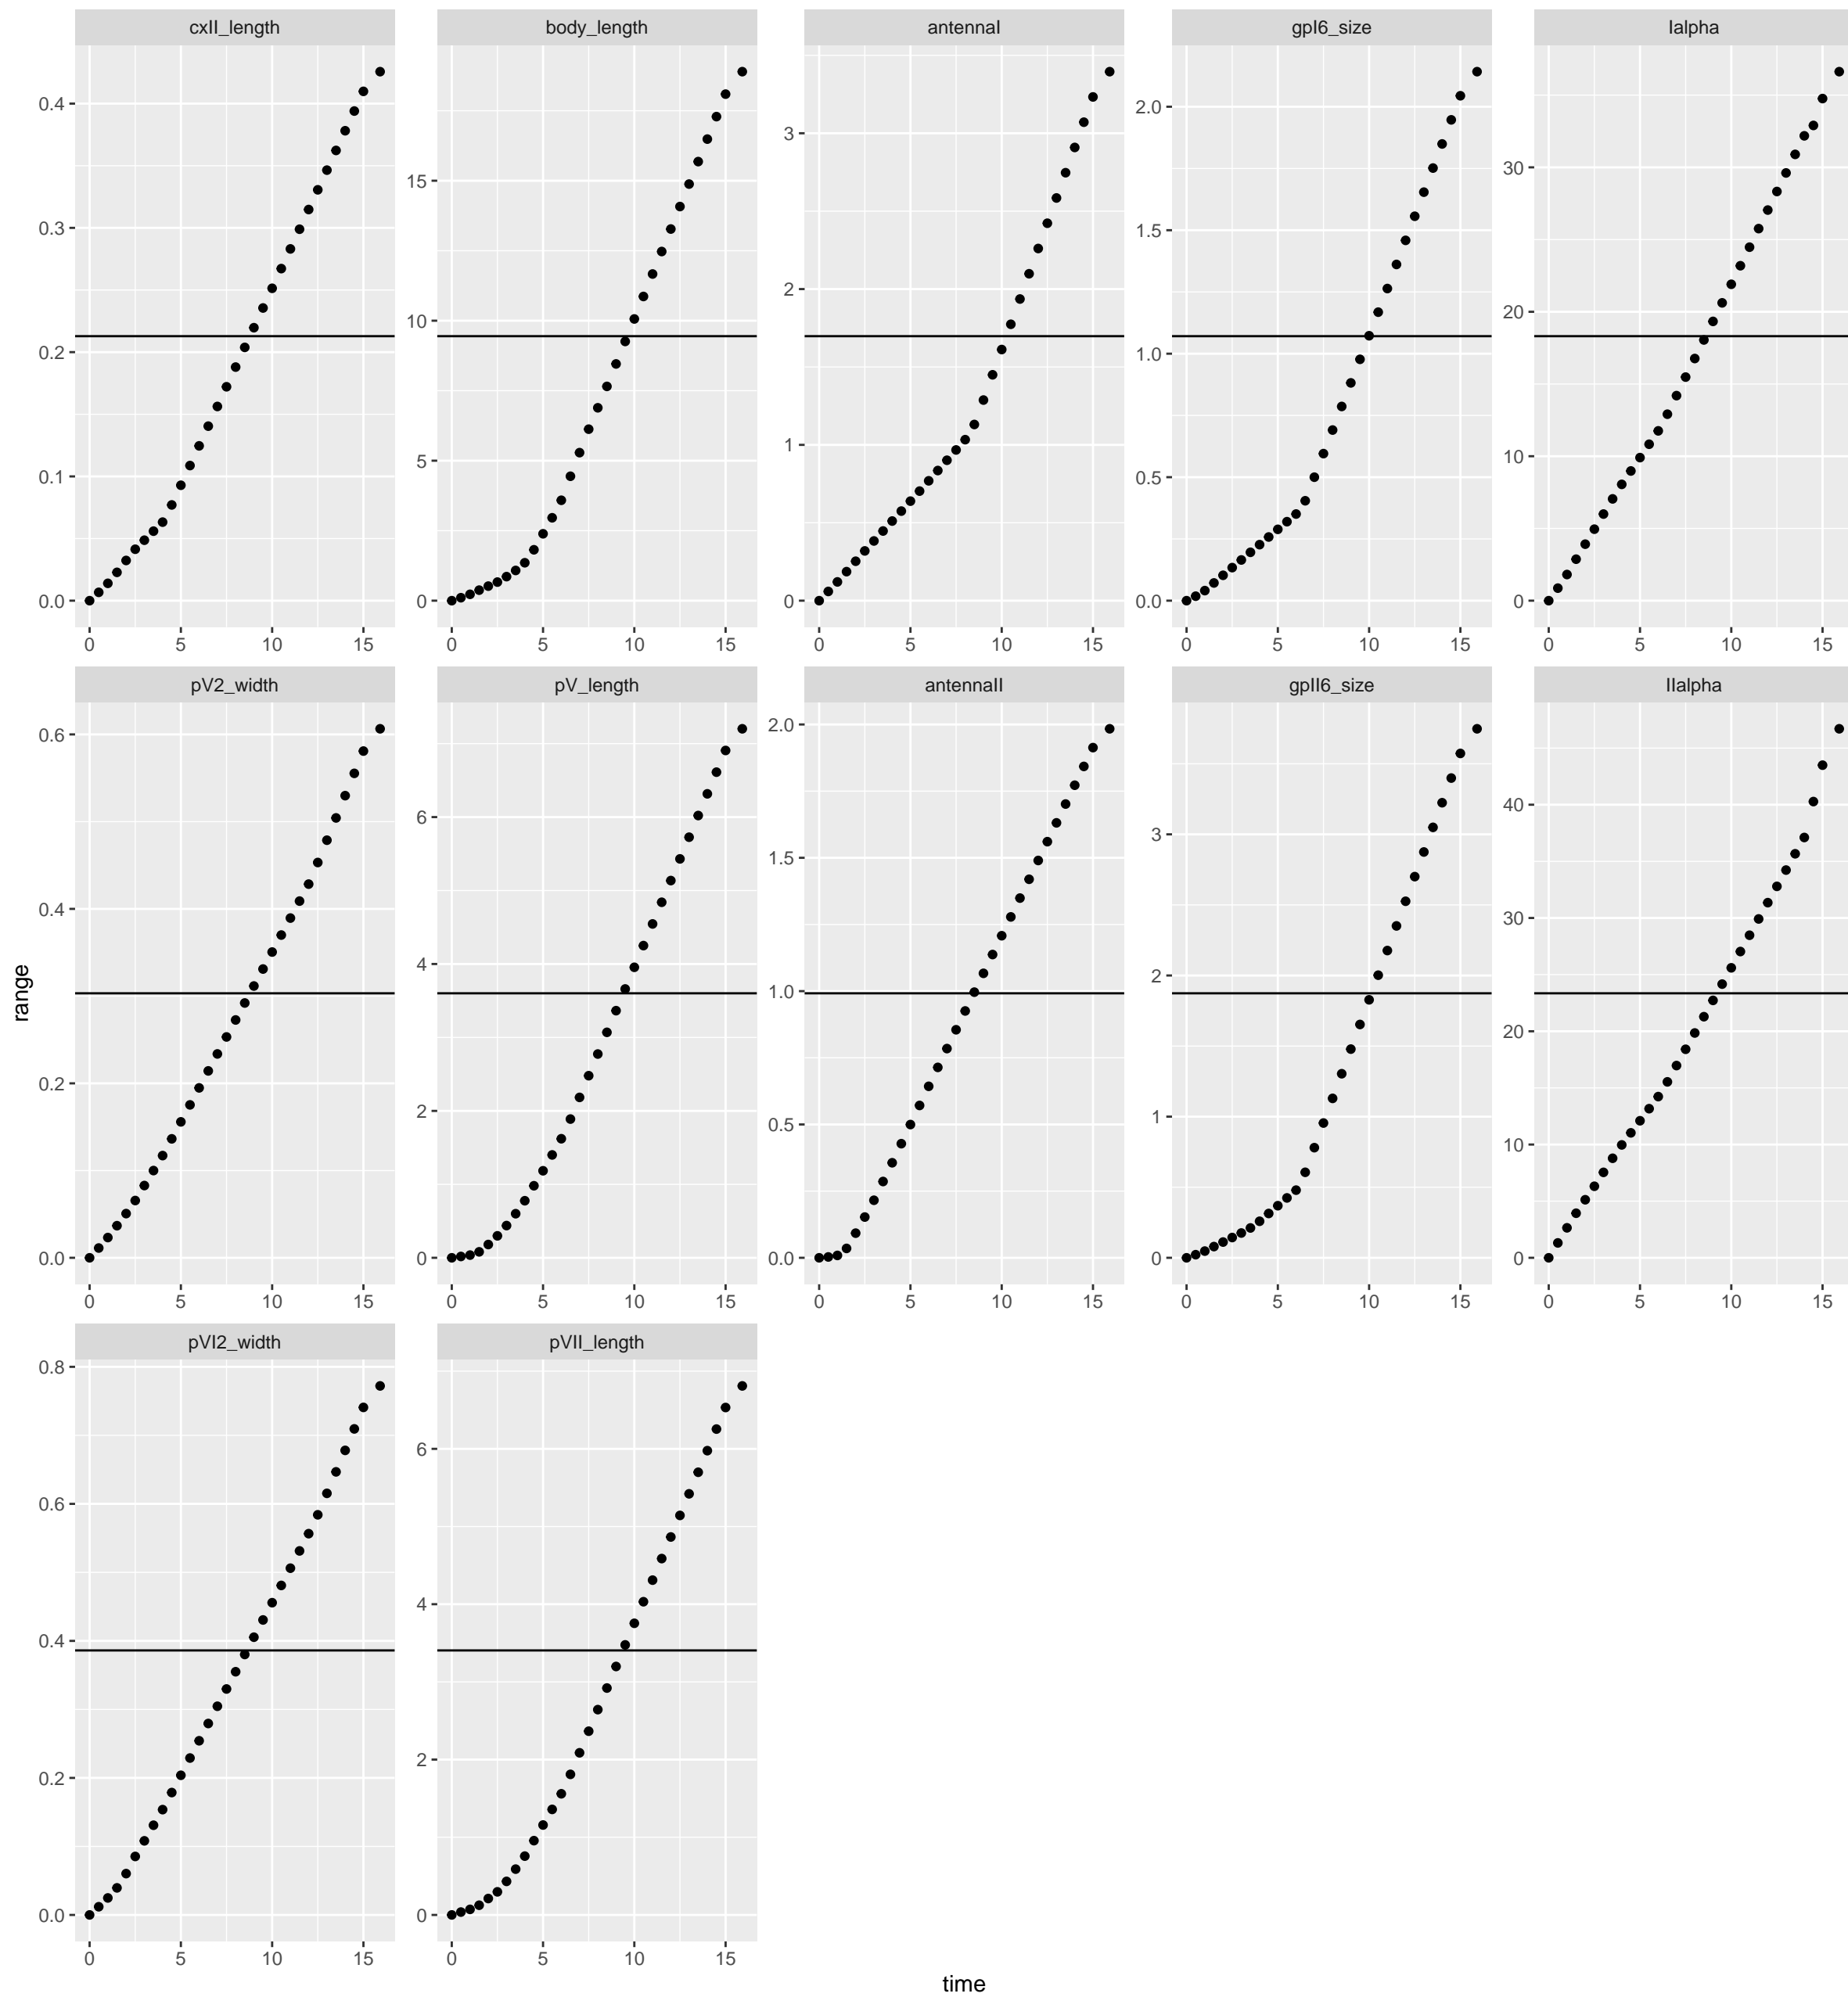 cxII_length body_length antennaI gpI6_size Ialpha
0.4 15 3 2.0 30
0.3 10 2 1.5 20
0.2 5 1 1.0 10
0.1 0 0 0.5 0
0.0 0.0
0 5 10 15 0 5 10 15 0 5 10 15 0 5 10 15 0 5 10 15
pV2_width pV_length antennaII gpII6_size IIalpha
0.6 6 2.0 3 40
0.4 4 1.5 2 30
0.2 2 1.0 1 20
0.0 0 0.5 0 10
0.0 0
0 5 10 15 0 5 10 15 0 5 10 15 0 5 10 15 0 5 10 15
range
pVI2_width pVII_length
0.8 6
0.6 4
0.4 2
0.2 0
0.0
0 5 10 15 0 5 10 15
time